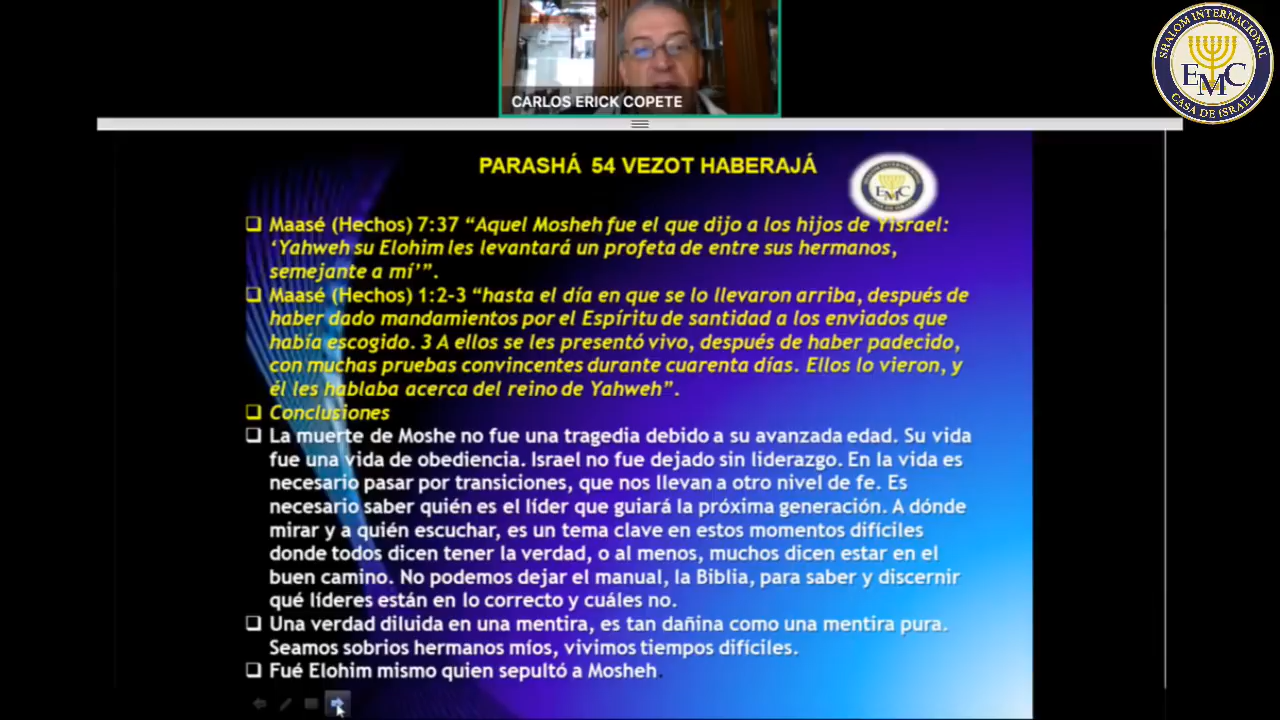 SHALOM INTERNACIONAL
EMC
CASA DE ISRAEL
CARLOS ERICK COPETE
PARASHÁ 54 VEZOT HABERAJÁ
EMC
Maasé (Hechos) 7:37 “Aquel Mosheh fue el que dijo a los hijos de Yisrael:
‘Yahweh su Elohim les levantará un profeta de entre sus hermanos,
semejante a mí’”.
Maasé (Hechos) 1:2-3 “hasta el día en que se lo llevaron arriba, después de
haber dado mandamientos por el Espíritu de santidad a los enviados que
había escogido. 3 A ellos se les presentó vivo, después de haber padecido,
con muchas pruebas convincentes durante cuarenta días. Ellos lo vieron, y
él les hablaba acerca del reino de Yahweh”.
Conclusiones
La muerte de Moshe no fue una tragedia debido a su avanzada edad. Su vida
fue una vida de obediencia. Israel no fue dejado sin liderazgo. En la vida es
necesario pasar por transiciones, que nos llevan a otro nivel de fe. Es
necesario saber quién es el líder que guiará la próxima generación. A dónde
mirar y a quién escuchar, es un tema clave en estos momentos difíciles
donde todos dicen tener la verdad, o al menos, muchos dicen estar en el
buen camino. No podemos dejar el manual, la Biblia, para saber y discernir
qué líderes están en lo correcto y cuáles no.
Una verdad diluida en una mentira, es tan dañina como una mentira pura.
Seamos sobrios hermanos míos, vivimos tiempos difíciles.
Fué Elohim mismo quien sepultó a Mosheh.